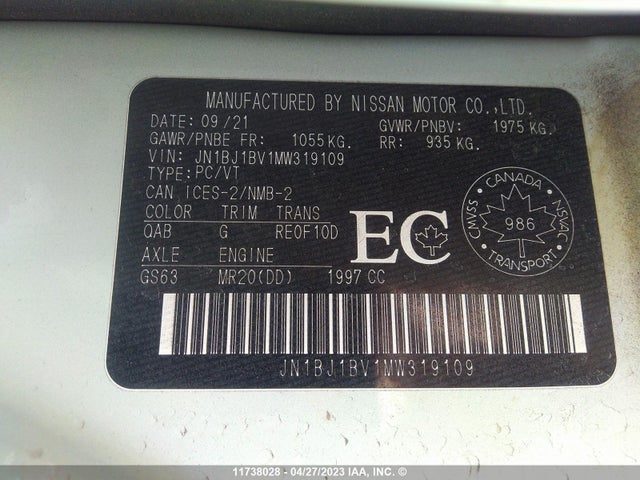 MANUFACTURED BY NISSAN MOTOR CO.,LTD.
DATE: 09/21 GVWR/PNBV: 1975 KG.
GAWR/PNBE FR: 1055 KG. RR: 935 KG.
VIN: JN1BJ1BV1MW319109
TYPE: PC/VT
CAN ICES-2/NMB-2
COLOR TRIM TRANS
QAB G RE0F10D
AXLE ENGINE
GS63 MR20(DD) 1997 CC
EC
CANADA
SVMAC NSVAC
986
TRANSPORT
JN1BJ1BV1MW319109
11738028 - 04/27/2023 IAA, INC. ©